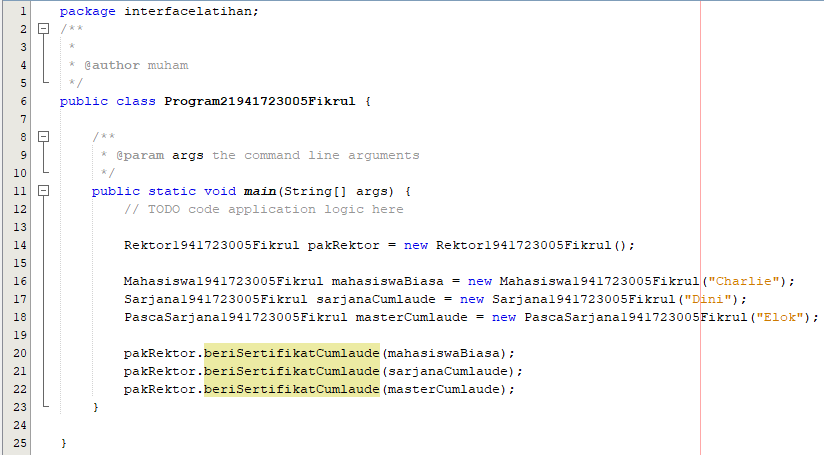 1 package interfacelatihan;
2 /**
3 *
4 * @author muham
5 */
6 public class Program21941723005Fikrul {
7
8 /**
9 * @param args the command line arguments
10 */
11 public static void main(String[] args) {
12 // TODO code application logic here
13
14 Rektor1941723005Fikrul pakRektor = new Rektor1941723005Fikrul();
15
16 Mahasiswa1941723005Fikrul mahasiswaBiasa = new Mahasiswa1941723005Fikrul("Charlie");
17 Sarjana1941723005Fikrul sarjanaCumlaude = new Sarjana1941723005Fikrul("Dini");
18 PascaSarjana1941723005Fikrul masterCumlaude = new PascaSarjana1941723005Fikrul("Elok");
19
20 pakRektor.beriSertifikatCumlaude(mahasiswaBiasa);
21 pakRektor.beriSertifikatCumlaude(sarjanaCumlaude);
22 pakRektor.beriSertifikatCumlaude(masterCumlaude);
23 }
24
25 }